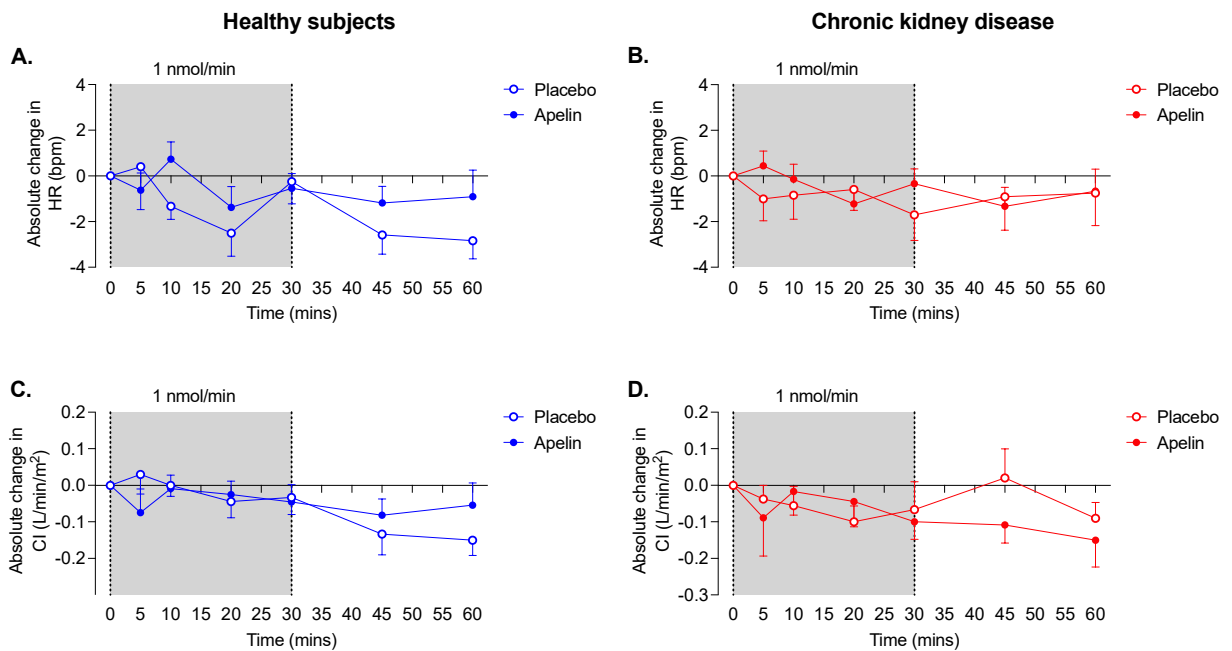 Healthy subjects
Chronic kidney disease
A.
1 nmol/min
4
2
0
-2
-4
Absolute change in
HR (bpm)
0 5 10 15 20 25 30 35 40 45 50 55 60
Time (mins)
Placebo
Apelin
B.
1 nmol/min
4
2
0
-2
-4
Absolute change in
HR (bpm)
0 5 10 15 20 25 30 35 40 45 50 55 60
Time (mins)
Placebo
Apelin
C.
1 nmol/min
0.2
0.1
0.0
-0.1
-0.2
Absolute change in
CI (L/min/m²)
0 5 10 15 20 25 30 35 40 45 50 55 60
Time (mins)
Placebo
Apelin
D.
1 nmol/min
0.2
0.1
0.0
-0.1
-0.2
-0.3
Absolute change in
CI (L/min/m²)
0 5 10 15 20 25 30 35 40 45 50 55 60
Time (mins)
Placebo
Apelin